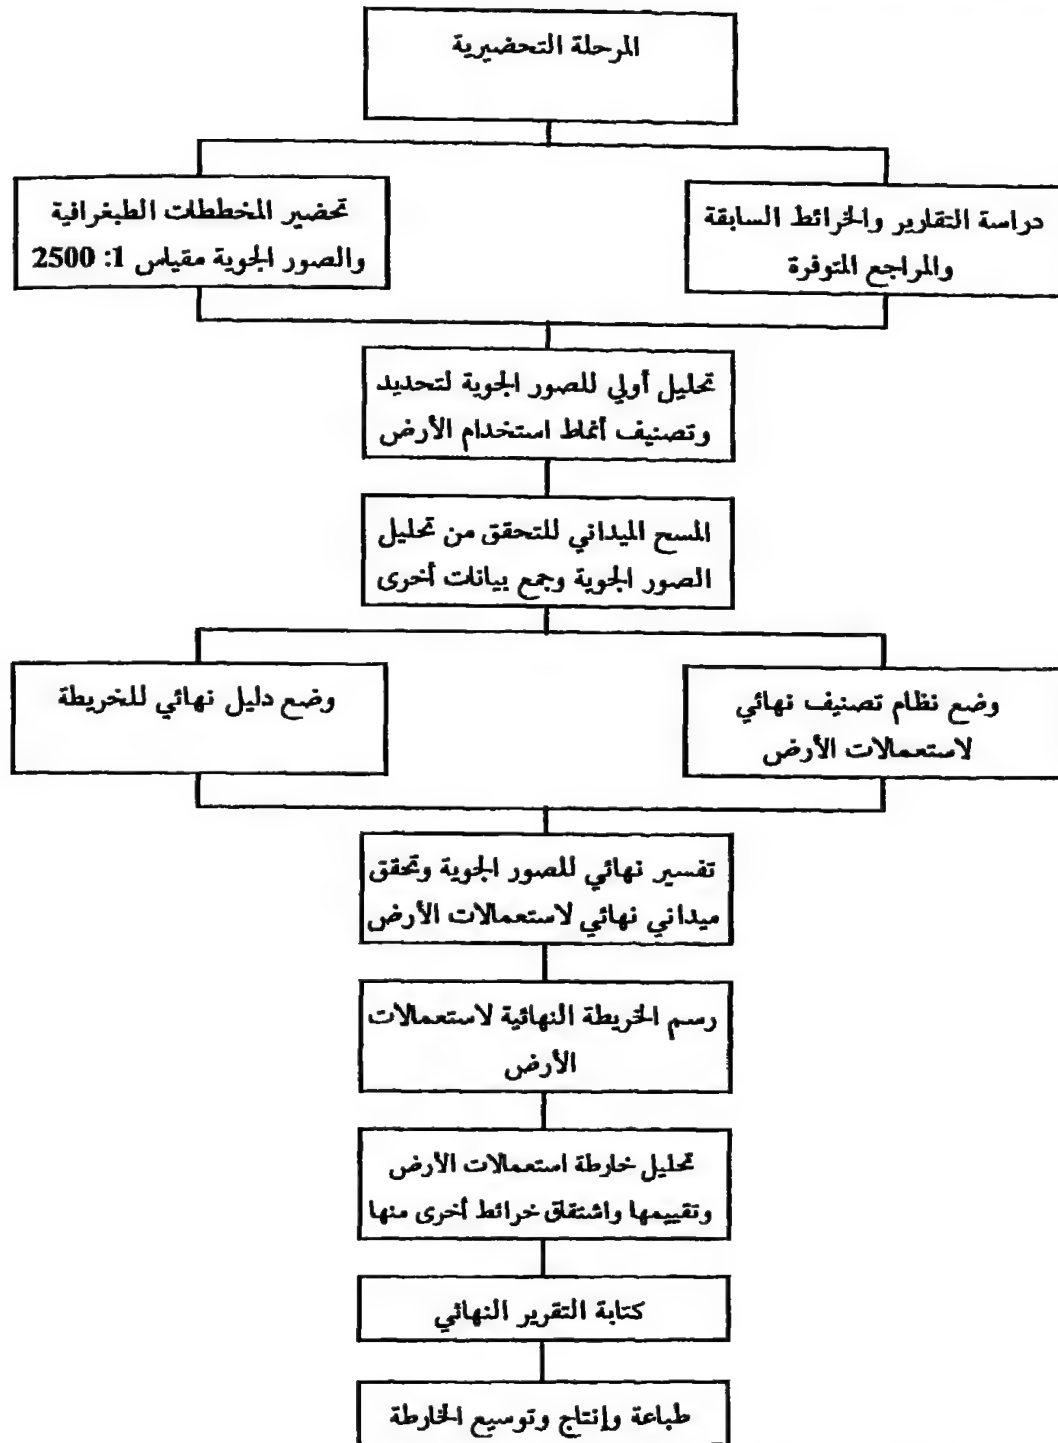 المرحلة التحضيرية
دراسة التقارير والخرائط السابقة
والمراجع المتوفرة
تحضير المخططات الطبغرافية
والصور الجوية مقياس 1: 2500
تحليل أولي للصور الجوية لتحديد
وتصنيف أنماط استخدام الأرض
المسح الميداني للتحقق من تحليل
الصور الجوية وجمع بيانات أخرى
وضع نظام تصنيف نهائي
لاستعمالات الأرض
وضع دليل نهائي للخريطة
تفسير نهائي للصور الجوية وتحقق
ميداني نهائي لاستعمالات الأرض
رسم الخريطة النهائية لاستعمالات
الأرض
تحليل خارطة استعمالات الأرض
وتقييمها واشتقاق خرائط أخرى منها
كتابة التقرير النهائي
طباعة وإنتاج وتوسيع الخارطة